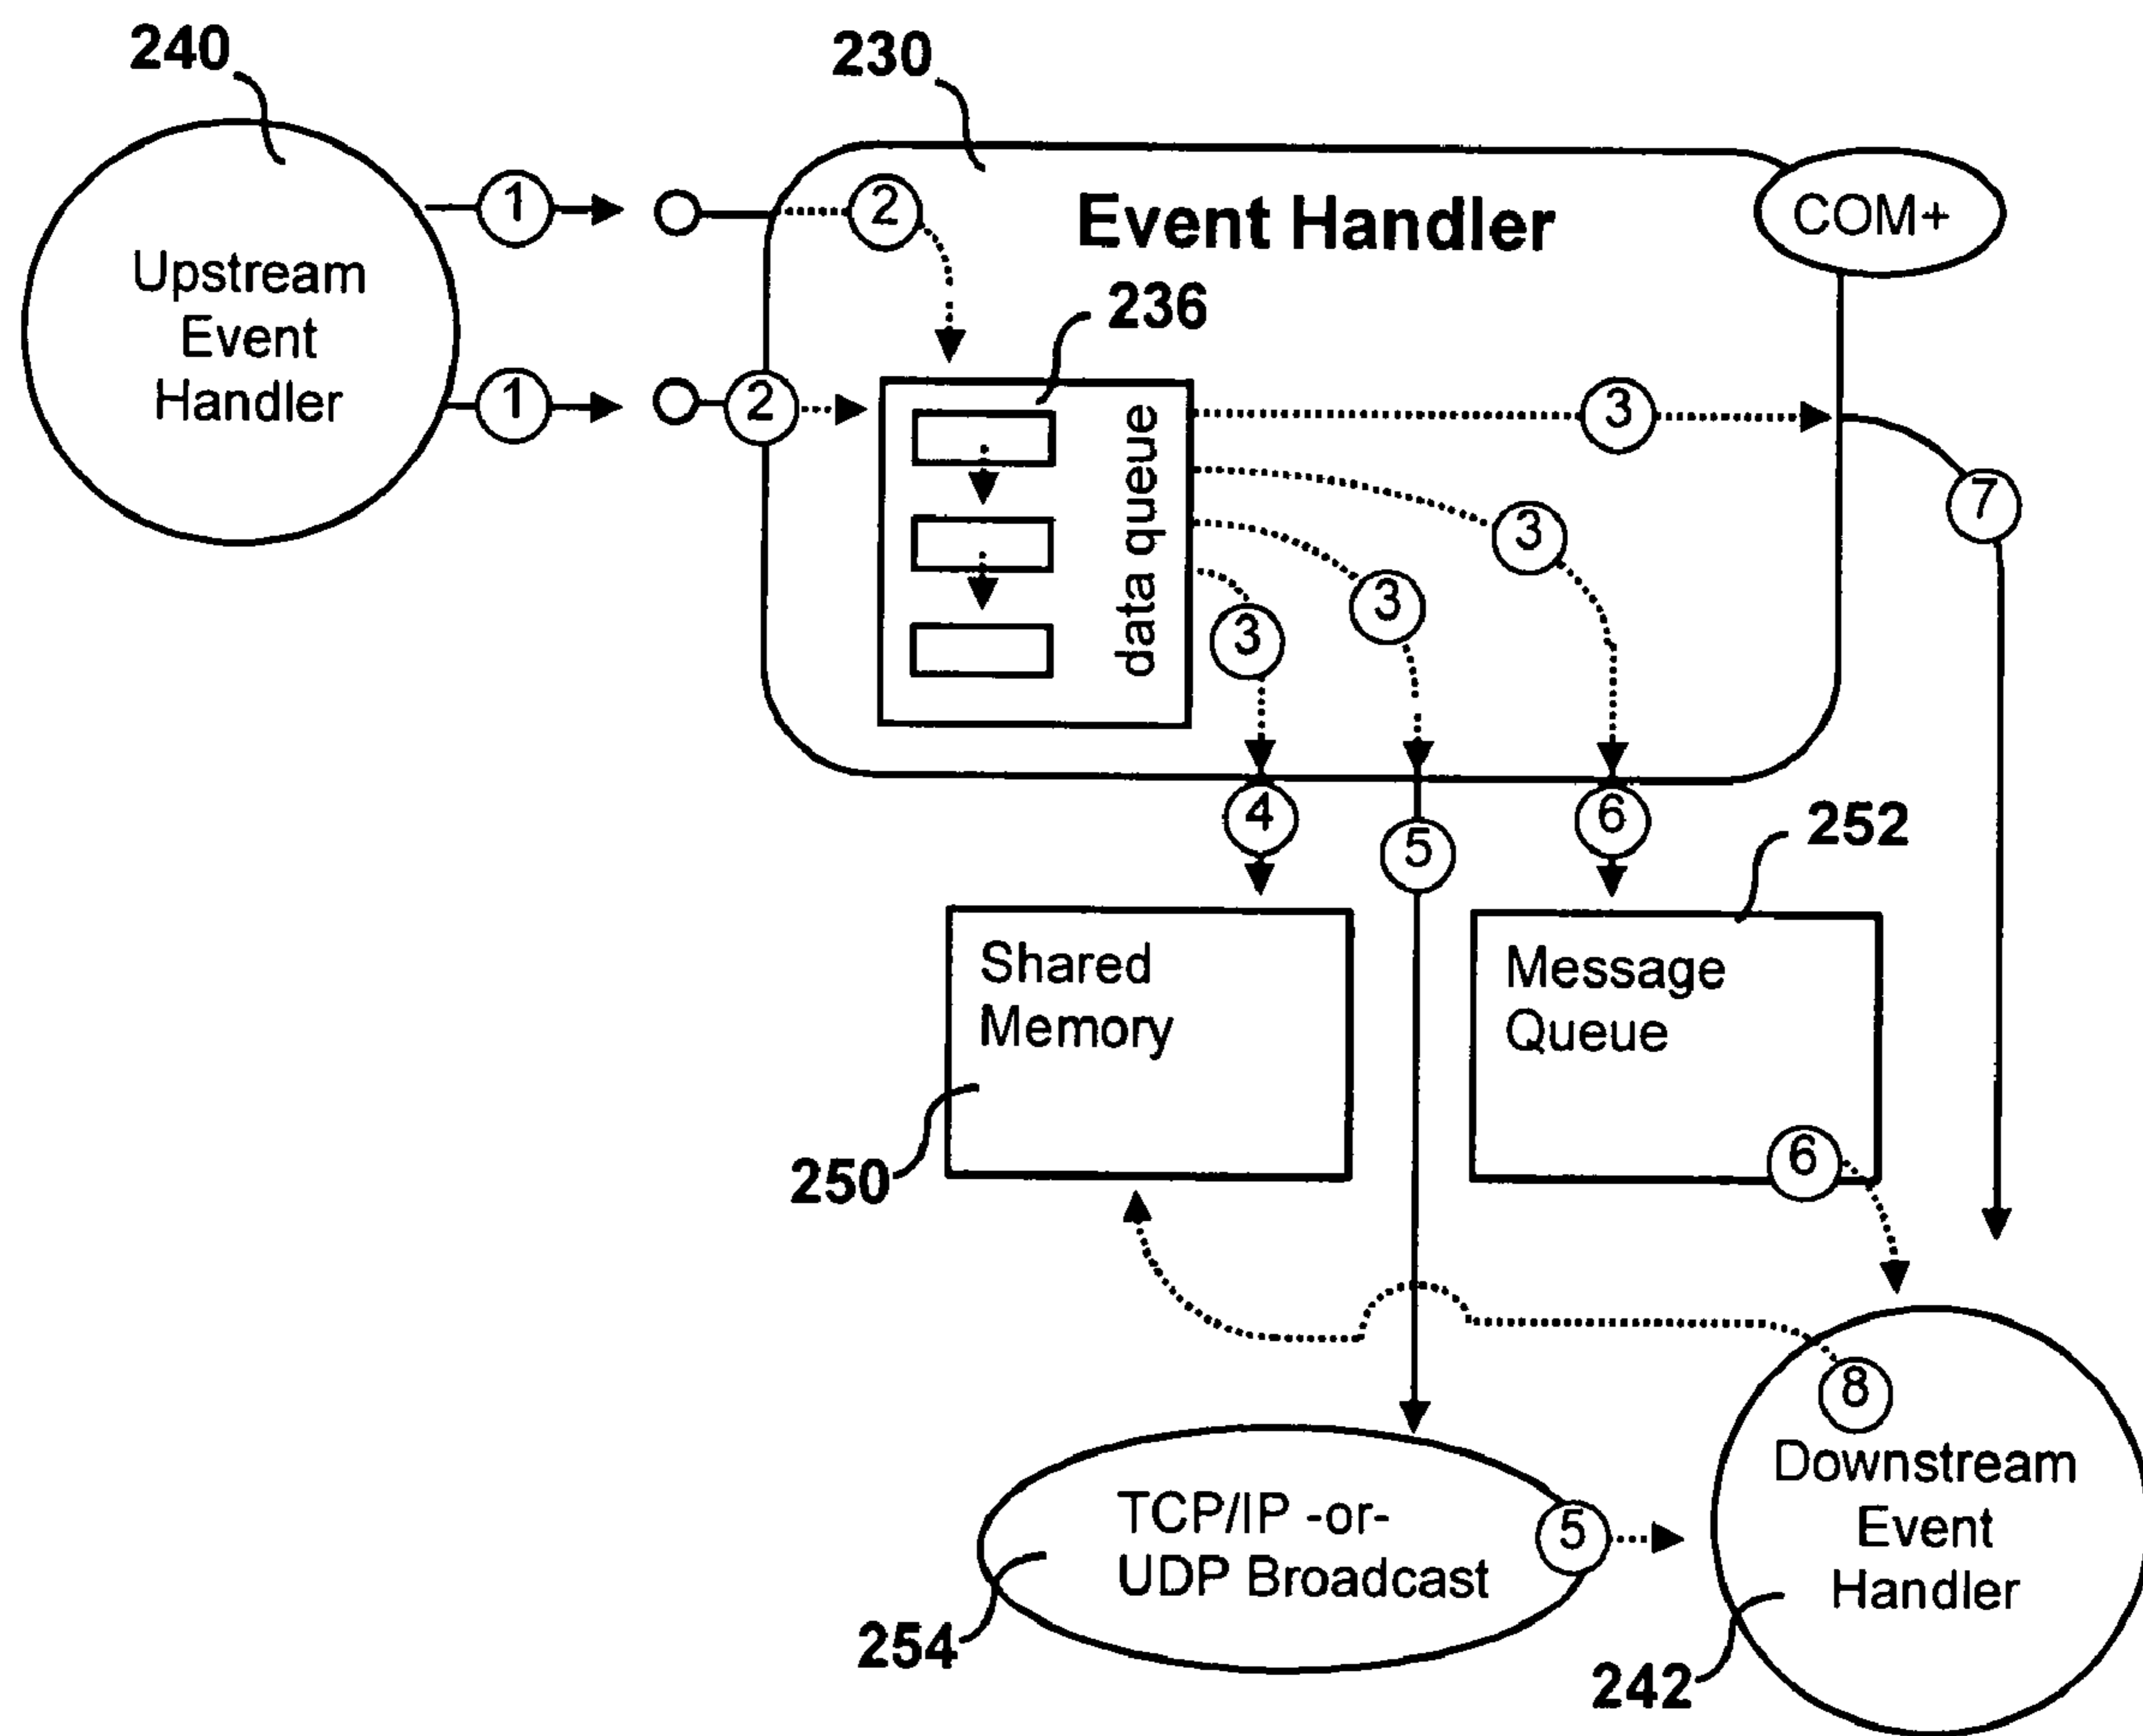 240
230
1
2
Event Handler
COM+
Upstream
Event
Handler
236
1
2
data queue
3
3
3
3
7
4
5
6
252
Shared
Memory
Message
Queue
250
6
8
Downstream
Event
Handler
TCP/IP -or-
UDP Broadcast
5
254
242